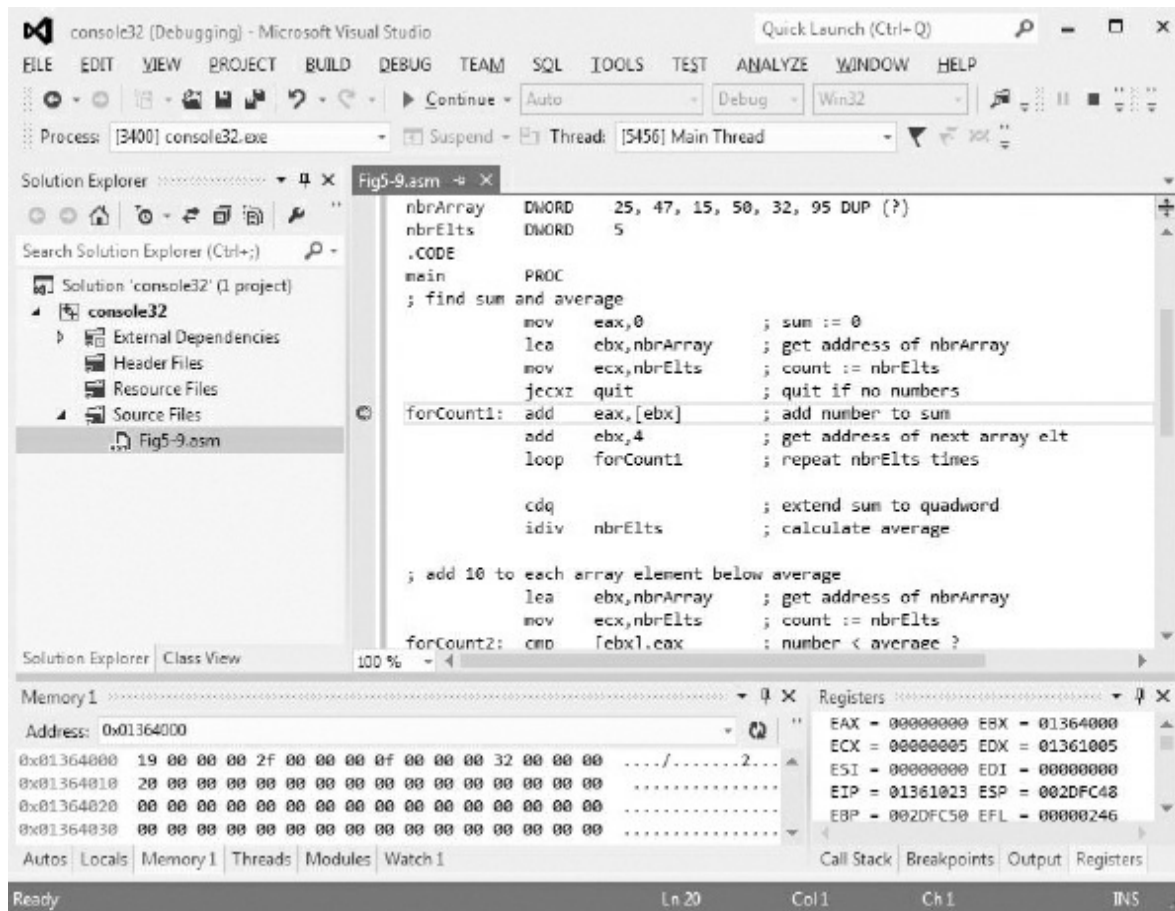 console32 (Debugging) - Microsoft Visual Studio
Quick Launch (Ctrl+Q)
FILE EDIT VIEW PROJECT BUILD DEBUG TEAM SQL TOOLS TEST ANALYZE WINDOW HELP
Continue Auto Debug Win32
Process: [3400] console32.exe Suspend Thread: [5456] Main Thread
Solution Explorer
Fig5-9.asm
Search Solution Explorer (Ctrl+;)
Solution 'console32' (1 project)
console32
External Dependencies
Header Files
Resource Files
Source Files
Fig5-9.asm
Solution Explorer Class View
nbrArray DWORD 25, 47, 15, 50, 32, 95 DUP (?)
nbrElts DWORD 5
.CODE
main PROC
; find sum and average
mov eax,0 ; sum := 0
lea ebx,nbrArray ; get address of nbrArray
mov ecx,nbrElts ; count := nbrElts
jecxz quit ; quit if no numbers
forCount1: add eax,[ebx] ; add number to sum
add ebx,4 ; get address of next array elt
loop forCount1 ; repeat nbrElts times
cdq ; extend sum to quadword
idiv nbrElts ; calculate average
; add 10 to each array element below average
lea ebx,nbrArray ; get address of nbrArray
mov ecx,nbrElts ; count := nbrElts
forCount2: cmp [ebx],eax ; number < average ?
100 %
Memory 1
Address: 0x01364000
0x01364000 19 00 00 00 2f 00 00 00 0f 00 00 00 32 00 00 00 ..../.......2...
0x01364010 20 00 00 00 00 00 00 00 00 00 00 00 00 00 00 00 ...............
0x01364020 00 00 00 00 00 00 00 00 00 00 00 00 00 00 00 00 ................
0x01364030 00 00 00 00 00 00 00 00 00 00 00 00 00 00 00 00 ................
Autos Locals Memory 1 Threads Modules Watch 1
Registers
EAX = 00000000 EBX = 01364000
ECX = 00000005 EDX = 01361005
ESI = 00000000 EDI = 00000000
EIP = 01361023 ESP = 002DFC48
EBP = 002DFC50 EFL = 00000246
Call Stack Breakpoints Output Registers
Ready Ln 20 Col 1 Ch 1 INS